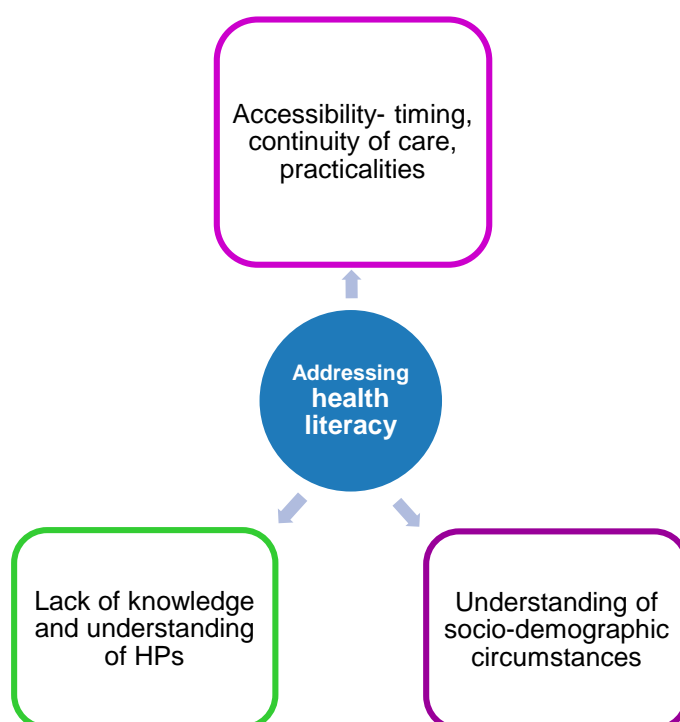 Accessibility- timing,
continuity of care,
practicalities
Addressing
health
literacy
Lack of knowledge
and understanding
of HPs
Understanding of
socio-demographic
circumstances